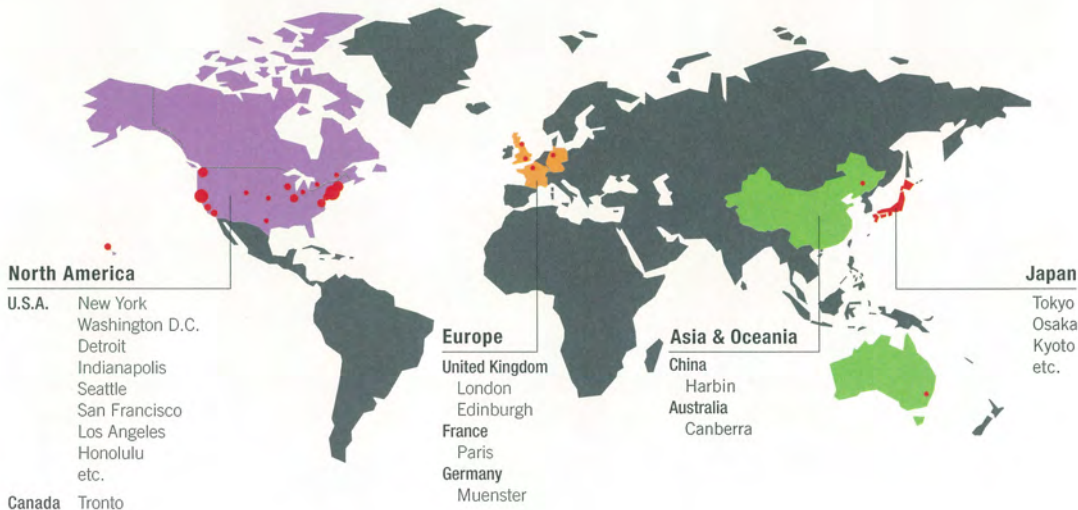 North America
U.S.A. New York
Washington D.C.
Detroit
Indianapolis
Seattle
San Francisco
Los Angeles
Honolulu
etc.
Canada Tronto
Europe
United Kingdom
London
Edinburgh
France
Paris
Germany
Muenster
Asia & Oceania
China
Harbin
Australia
Canberra
Japan
Tokyo
Osaka
Kyoto
etc.